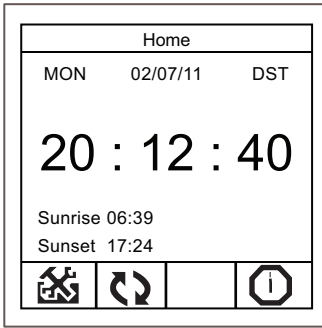 Home
MON 02/07/11 DST
20 : 12 : 40
Sunrise 06:39
Sunset 17:24
i